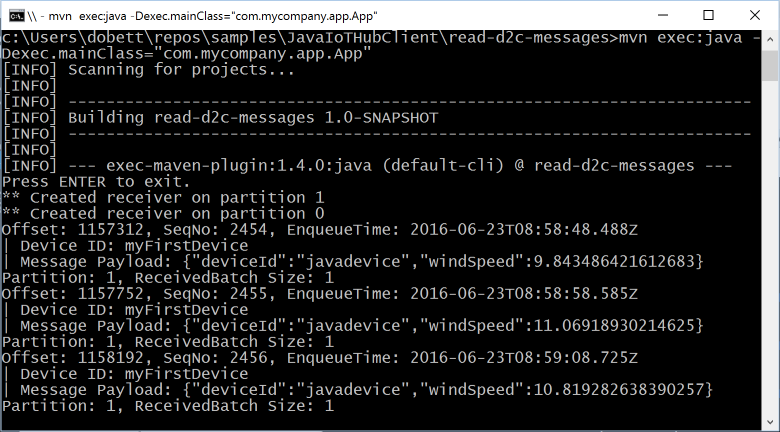 \\ - mvn  exec:java -Dexec.mainClass="com.mycompany.app.App"
c:\Users\dobett\repos\samples\JavaIoTHubClient\read-d2c-messages>mvn exec:java -
Dexec.mainClass="com.mycompany.app.App"
[INFO] Scanning for projects...
[INFO]
[INFO] ------------------------------------------------------------------------
[INFO] Building read-d2c-messages 1.0-SNAPSHOT
[INFO] ------------------------------------------------------------------------
[INFO]
[INFO] --- exec-maven-plugin:1.4.0:java (default-cli) @ read-d2c-messages ---
Press ENTER to exit.
** Created receiver on partition 1
** Created receiver on partition 0
Offset: 1157312, SeqNo: 2454, EnqueueTime: 2016-06-23T08:58:48.488Z
| Device ID: myFirstDevice
| Message Payload: {"deviceId":"javadevice","windSpeed":9.843486421612683}
Partition: 1, ReceivedBatch Size: 1
Offset: 1157752, SeqNo: 2455, EnqueueTime: 2016-06-23T08:58:58.585Z
| Device ID: myFirstDevice
| Message Payload: {"deviceId":"javadevice","windSpeed":11.06918930214625}
Partition: 1, ReceivedBatch Size: 1
Offset: 1158192, SeqNo: 2456, EnqueueTime: 2016-06-23T08:59:08.725Z
| Device ID: myFirstDevice
| Message Payload: {"deviceId":"javadevice","windSpeed":10.819282638390257}
Partition: 1, ReceivedBatch Size: 1